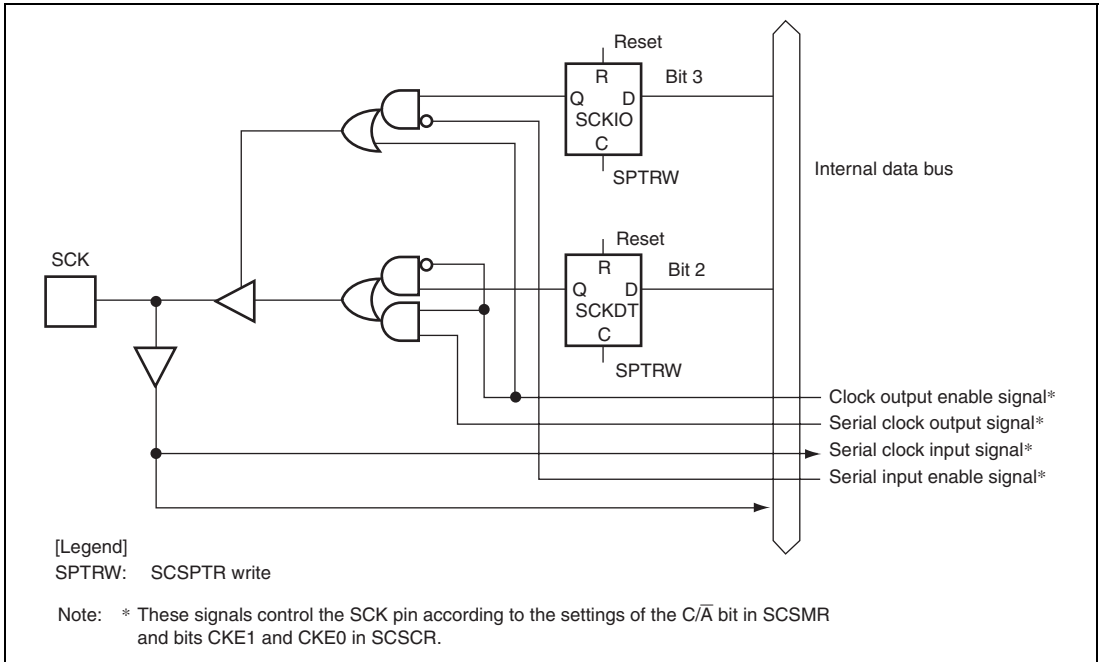 Reset
R
Bit 3
Q D
SCKIO
C
SPTRW
Internal data bus
Reset
R
Bit 2
Q D
SCKDT
C
SPTRW
SCK
Clock output enable signal*
Serial clock output signal*
Serial clock input signal*
Serial input enable signal*
[Legend]
SPTRW: SCSPTR write
Note: * These signals control the SCK pin according to the settings of the C/A̅ bit in SCSMR
and bits CKE1 and CKE0 in SCSCR.